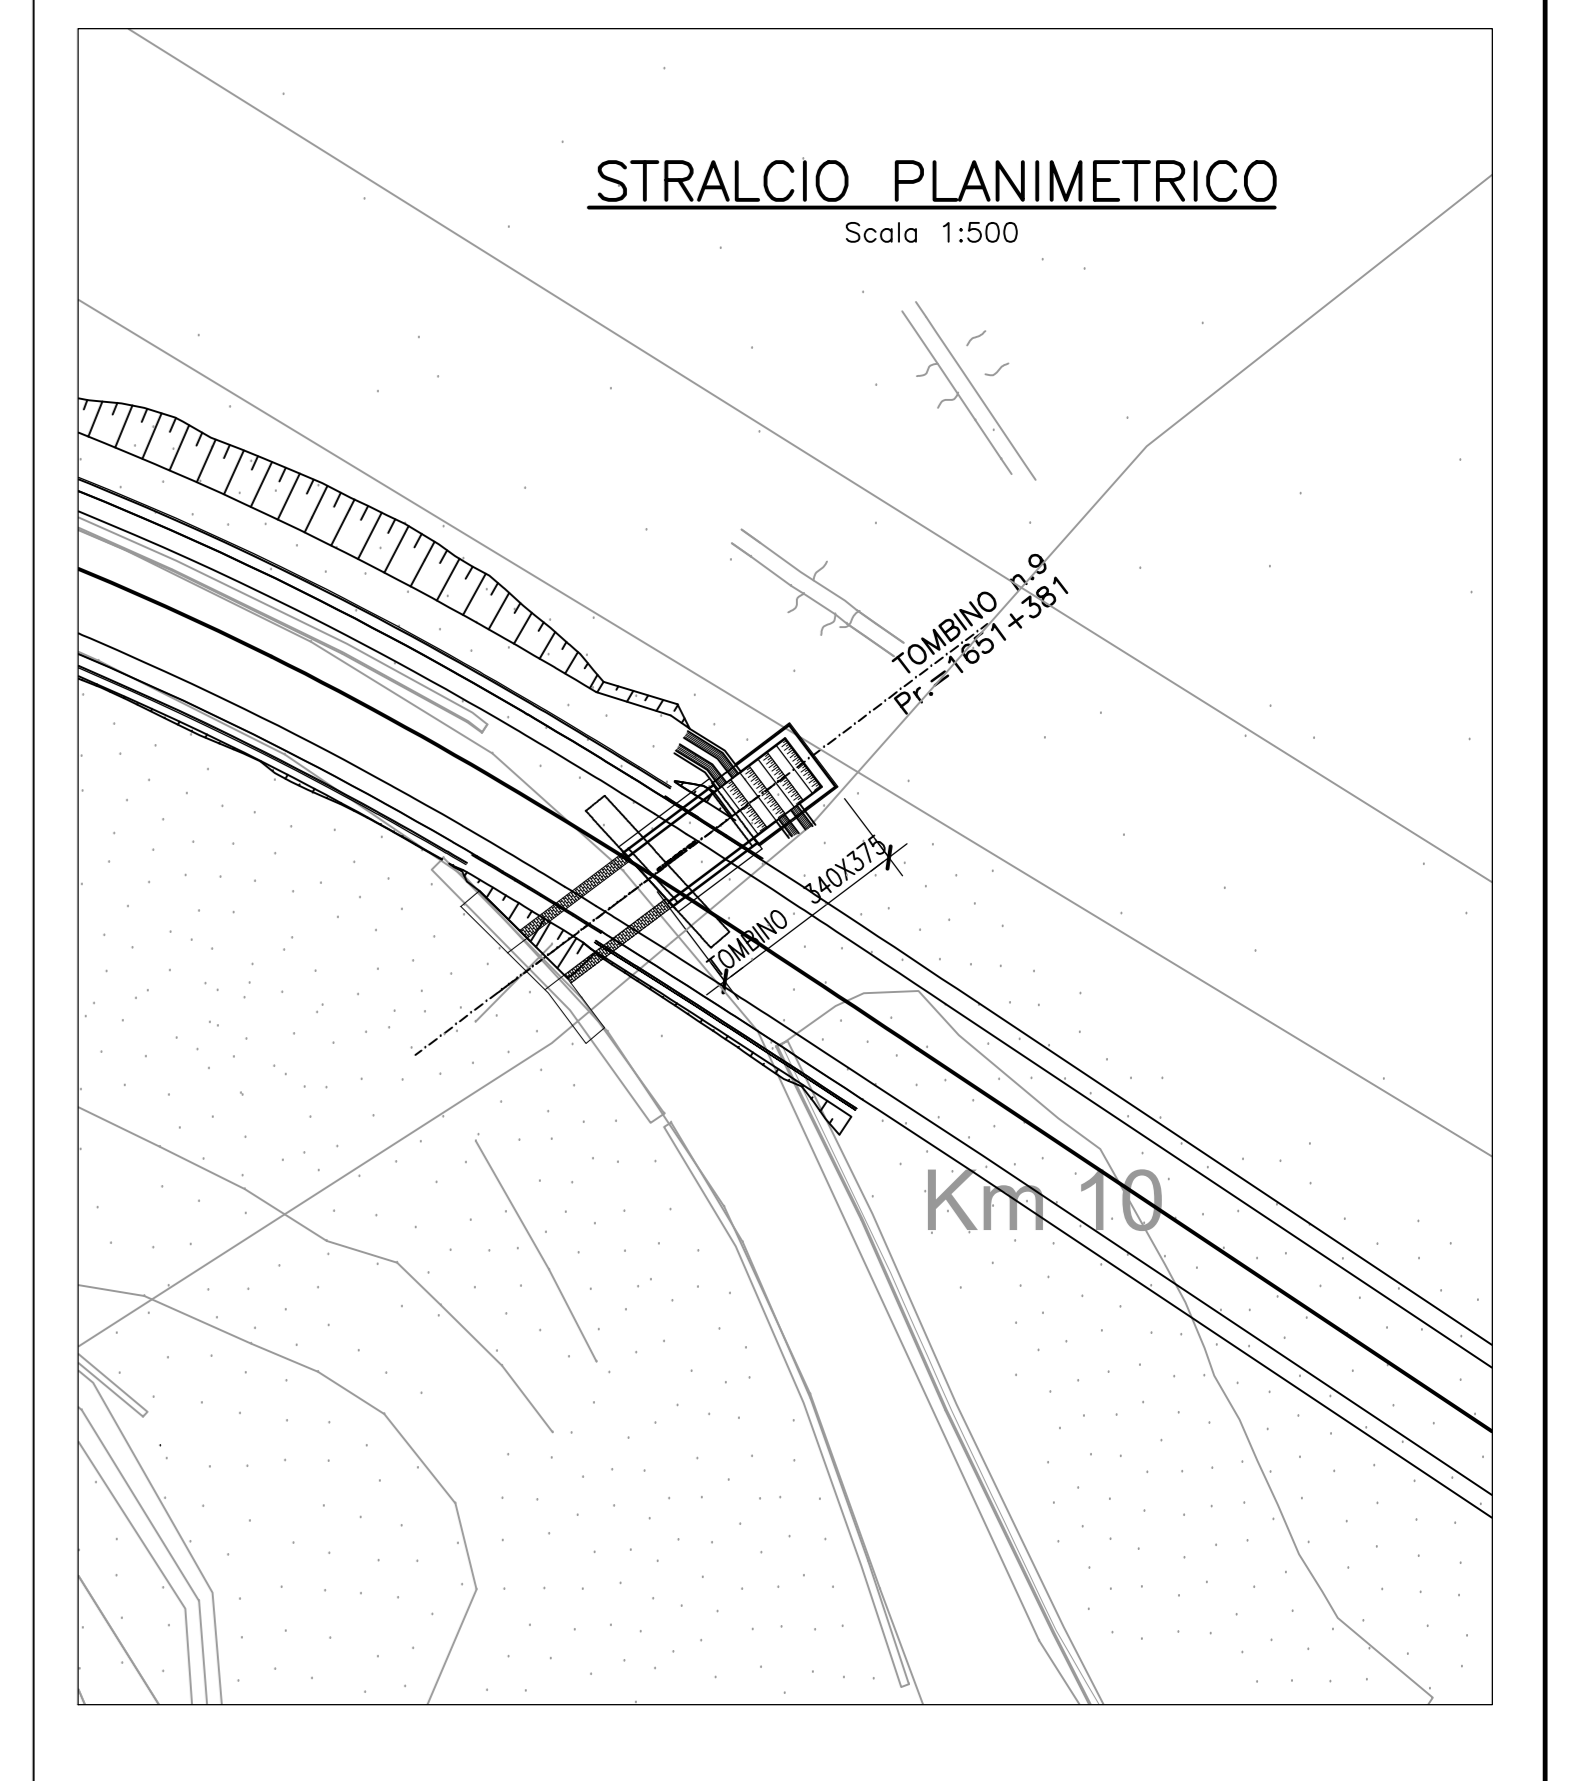 STRALCIO PLANIMETRICO
Scala 1:500
TOMBINO n.9
Pr.=1651+381
TOMBINO 340X375
Km 10